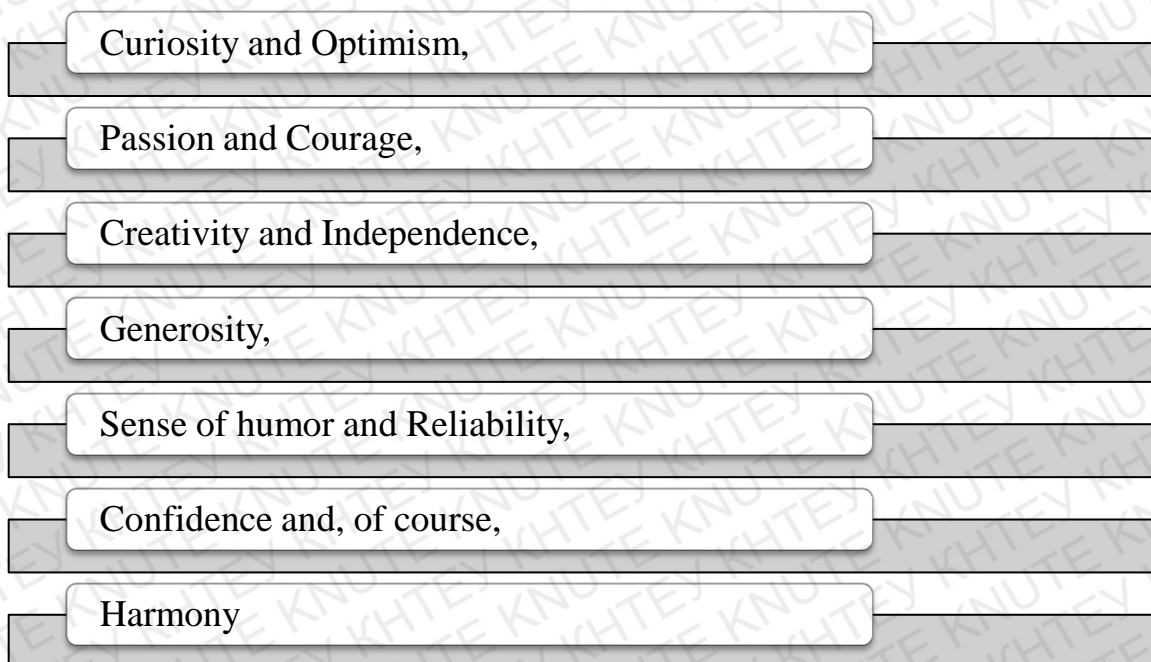 Curiosity and Optimism,
Passion and Courage,
Creativity and Independence,
Generosity,
Sense of humor and Reliability,
Confidence and, of course,
Harmony